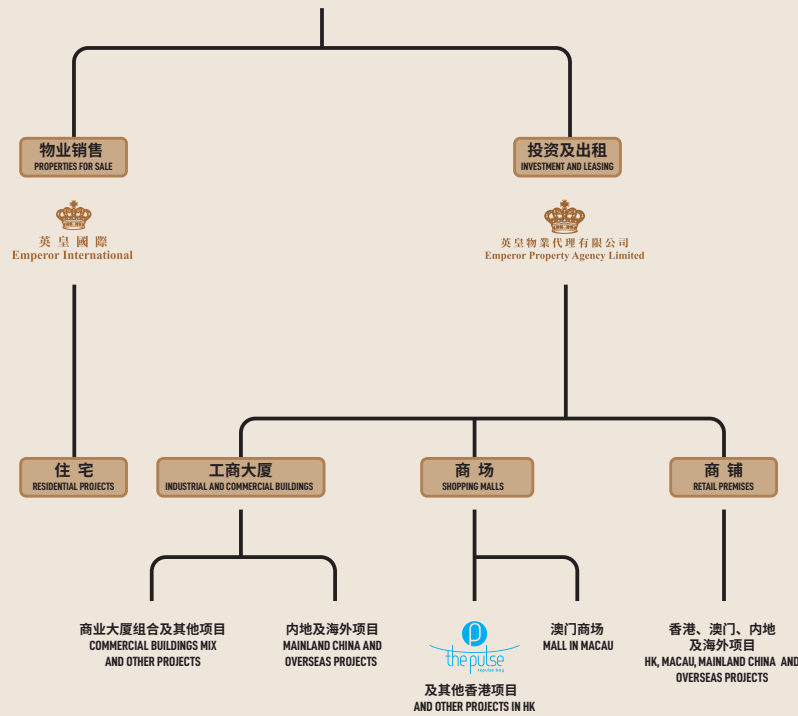 物业销售
PROPERTIES FOR SALE
英皇國際
Emperor International
投资及出租
INVESTMENT AND LEASING
英皇物業代理有限公司
Emperor Property Agency Limited
住 宅
RESIDENTIAL PROJECTS
工商大厦
INDUSTRIAL AND COMMERCIAL BUILDINGS
商 场
SHOPPING MALLS
商 铺
RETAIL PREMISES
商业大厦组合及其他项目
COMMERCIAL BUILDINGS MIX
AND OTHER PROJECTS
内地及海外项目
MAINLAND CHINA AND
OVERSEAS PROJECTS
the pulse
repulse bay
及其他香港项目
AND OTHER PROJECTS IN HK
澳门商场
MALL IN MACAU
香港、澳门、内地
及海外项目
HK, MACAU, MAINLAND CHINA AND
OVERSEAS PROJECTS